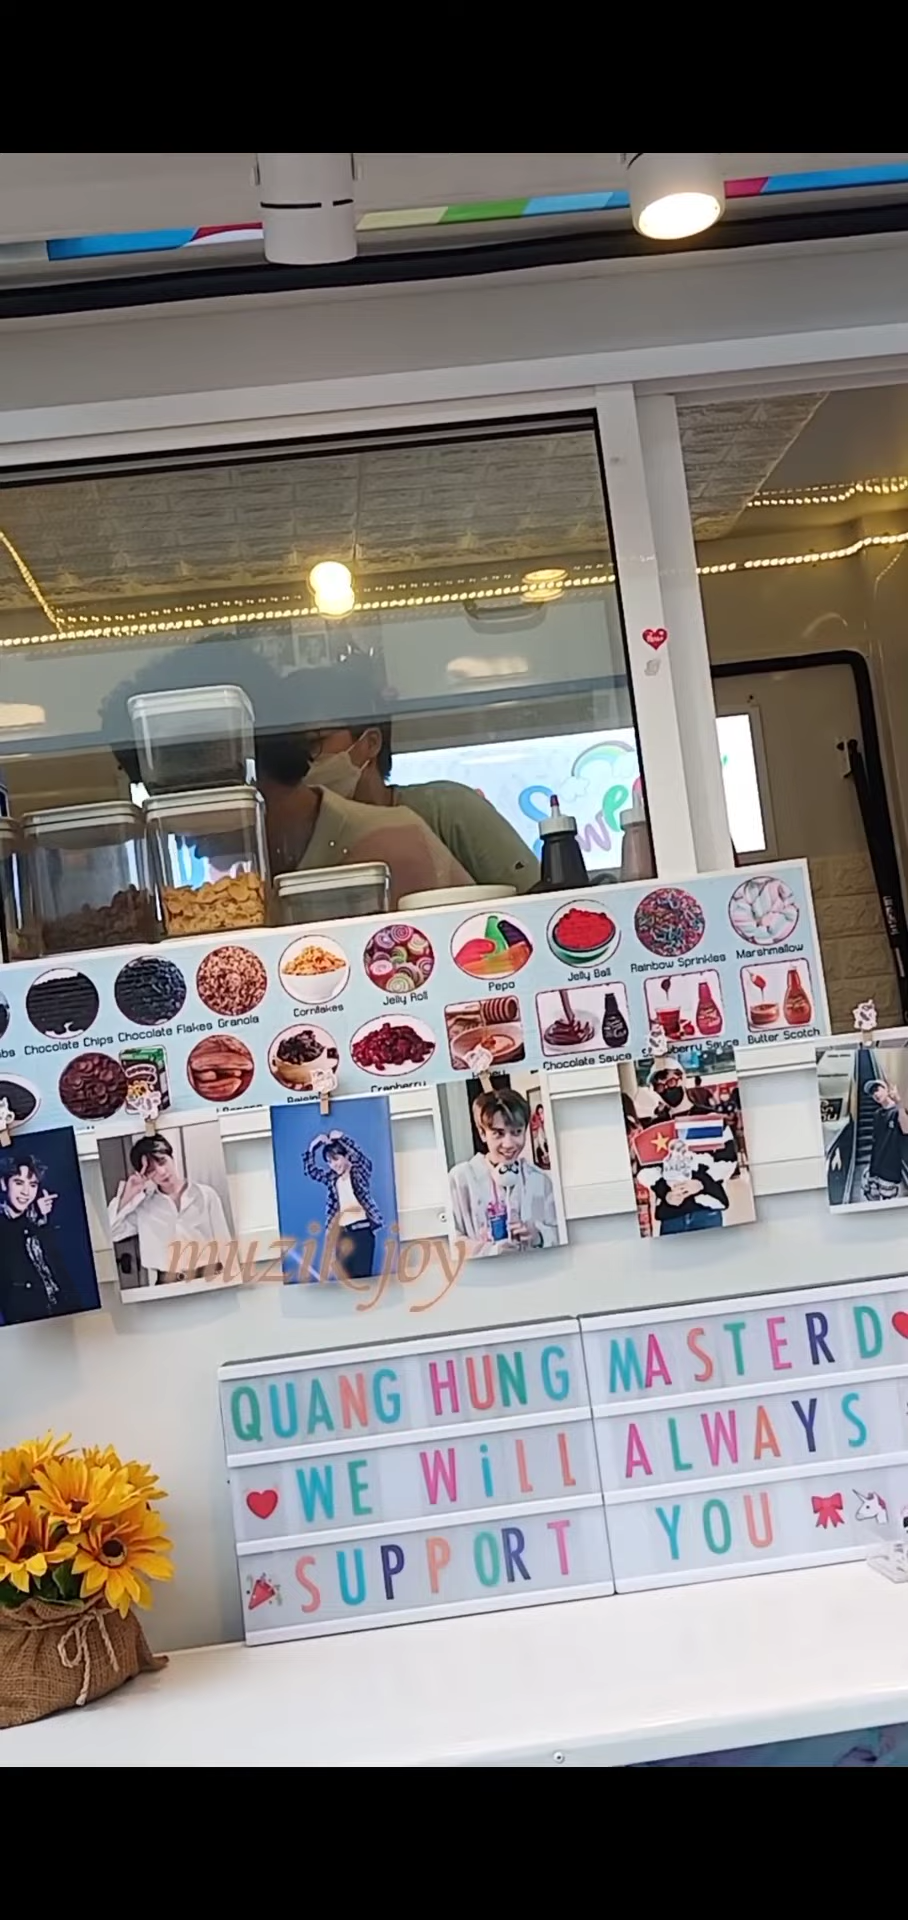 Chocolate Chips
Chocolate Flakes
Granola
Cornflakes
Jelly Roll
Pepo
Jelly Ball
Rainbow Sprinkles
Marshmallow
Cranberry
Chocolate Sauce
Butter Scotch
muzik joy
QUANG HUNG MASTERD
WE WiLL ALWAYS
SUPPORT YOU